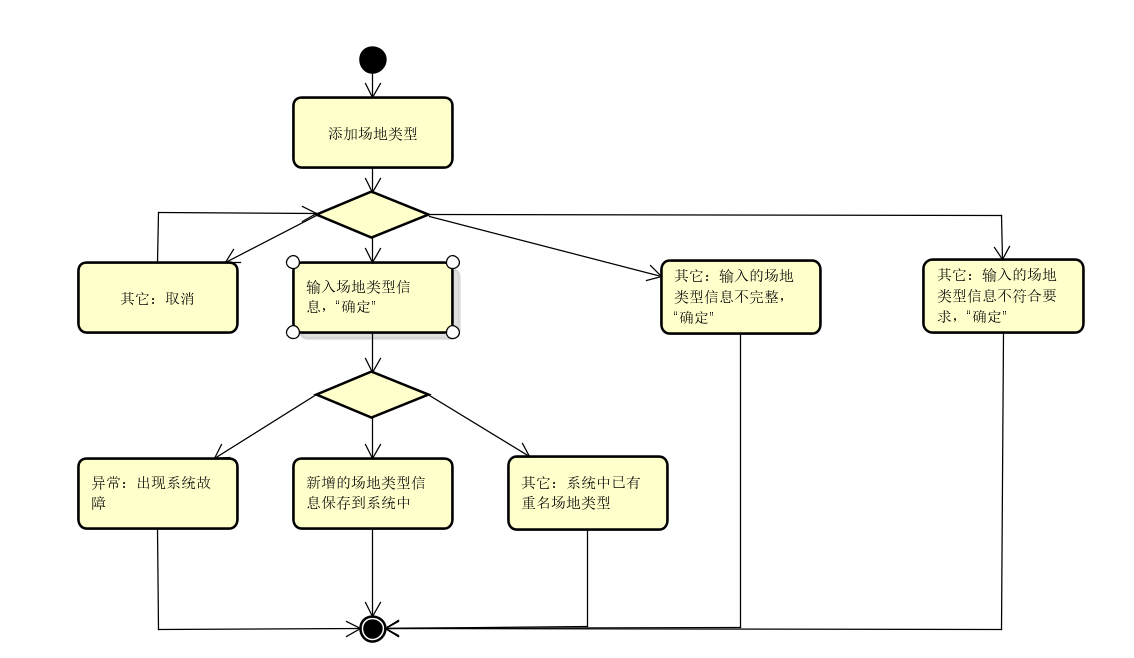 添加场地类型
其它：取消
输入场地类型信
息，“确定”
其它：输入的场地
类型信息不完整，
“确定”
其它：输入的场地
类型信息不符合要
求，“确定”
异常：出现系统故
障
新增的场地类型信
息保存到系统中
其它：系统中已有
重名场地类型